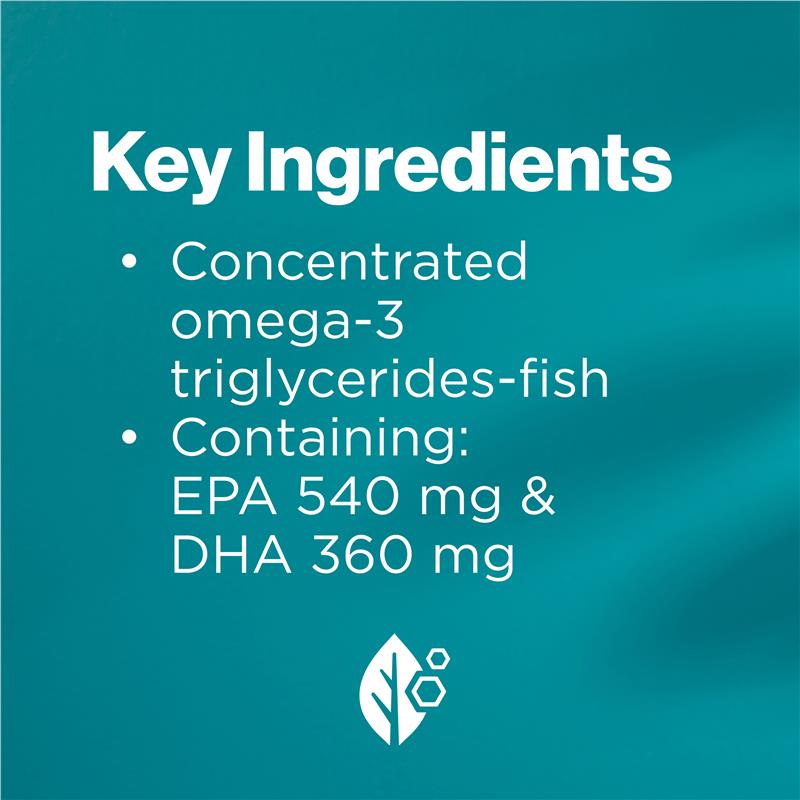 Key Ingredients
• Concentrated
omega-3
triglycerides-fish
• Containing:
EPA 540 mg &
DHA 360 mg